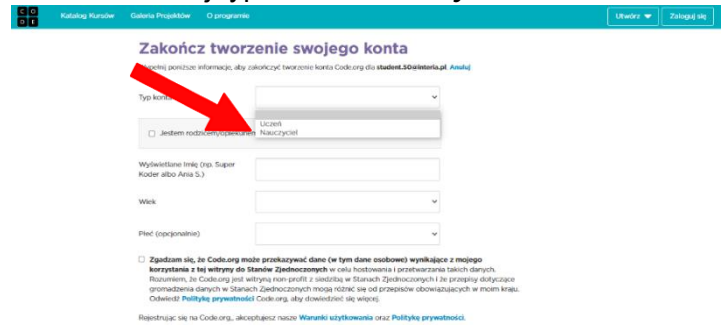 C O
D E
Katalog Kursów Galeria Projektów O programie Utwórz Zaloguj się
Zakończ tworzenie swojego konta
poniższe informacje, aby zakończyć tworzenie konta Code.org dla student.50@interia.pl Anuluj
Typ konta
Uczeń
Jestem rodzicem/opiekunem Nauczyciel
Wyświetlane Imię (np. Super
Koder albo Ania S.)
Wiek
Płeć (opcjonalnie)
Zgadzam się, że Code.org może przekazywać dane (w tym dane osobowe) wynikające z mojego
korzystania z tej witryny do Stanów Zjednoczonych w celu hostowania i przetwarzania takich danych.
Rozumiem, że Code.org jest witryną non-profit z siedzibą w Stanach Zjednoczonych i że przepisy dotyczące
gromadzenia danych w Stanach Zjednoczonych mogą różnić się od przepisów obowiązujących w moim kraju.
Odwiedź Politykę prywatności Code.org, aby dowiedzieć się więcej.
Rejestrując się na Code.org, akceptujesz nasze Warunki użytkowania oraz Politykę prywatności.